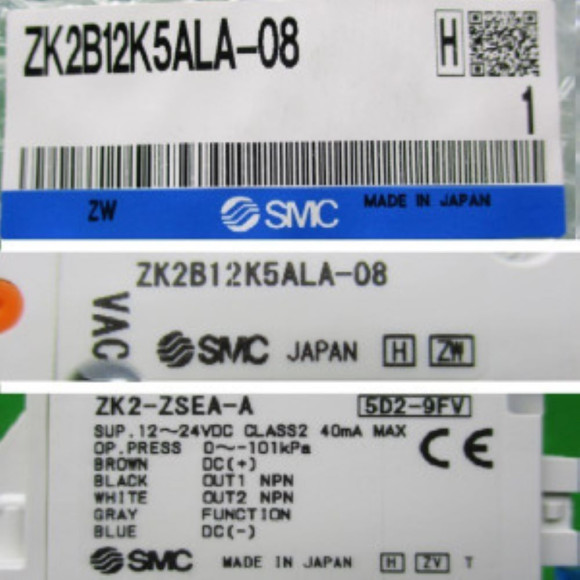 ZK2B12K5ALA-08
H
1
ZW SMC MADE IN JAPAN
ZK2B12K5ALA-08
VAC
SMC JAPAN H ZW
ZK2-ZSEA-A 5D2-9FV
SUP.12~24VDC CLASS2 40mA MAX
OP.PRESS 0~-101kPa
BROWN DC(+)
BLACK OUT1 NPN
WHITE OUT2 NPN
GRAY FUNCTION
BLUE DC(-)
CE
SMC MADE IN JAPAN H ZV T